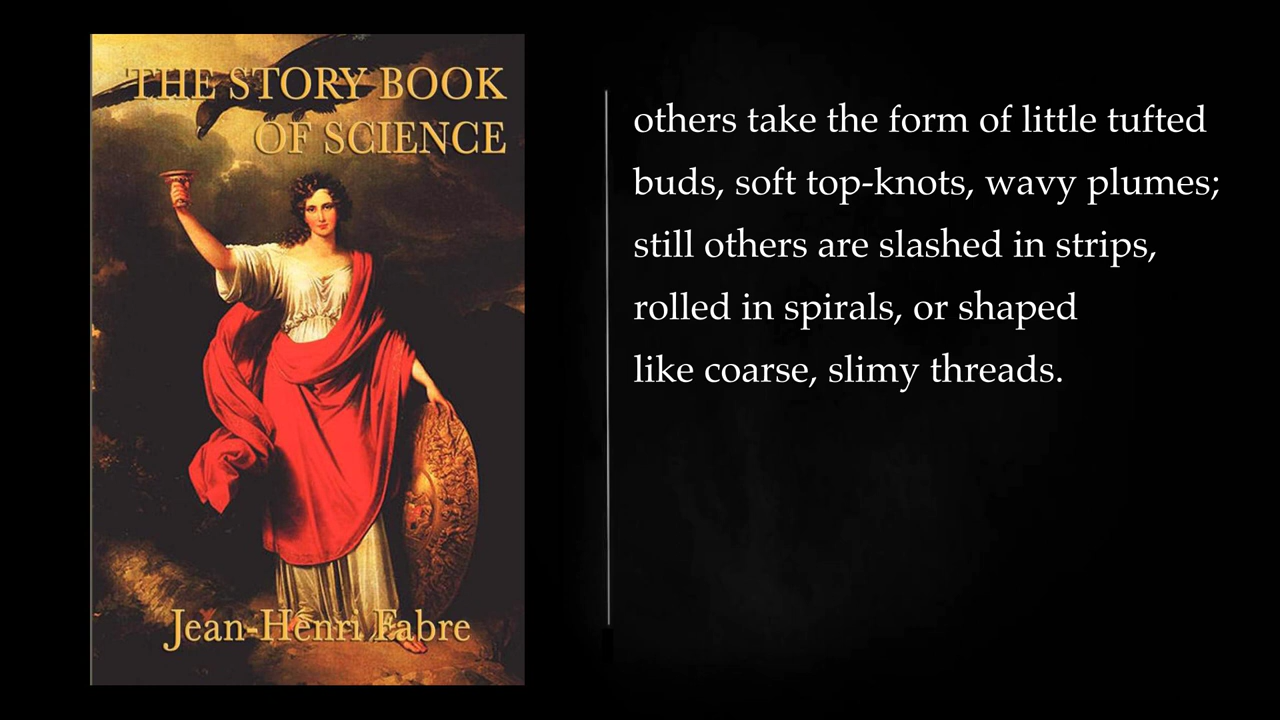 THE STORY BOOK
OF SCIENCE
Jean-Henri Fabre
others take the form of little tufted
buds, soft top-knots, wavy plumes;
still others are slashed in strips,
rolled in spirals, or shaped
like coarse, slimy threads.